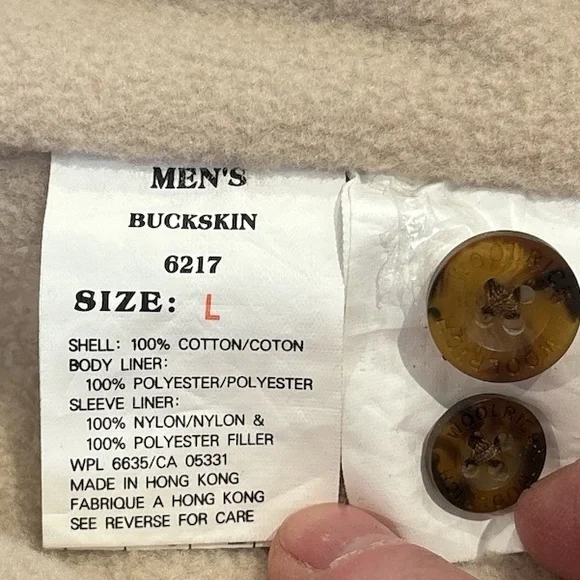 MEN'S
BUCKSKIN
6217
SIZE: L
SHELL: 100% COTTON/COTON
BODY LINER:
100% POLYESTER/POLYESTER
SLEEVE LINER:
100% NYLON/NYLON &
100% POLYESTER FILLER
WPL 6635/CA 05331
MADE IN HONG KONG
FABRIQUE A HONG KONG
SEE REVERSE FOR CARE
WOOLRICH
WOOLRICH
WOOLRICH